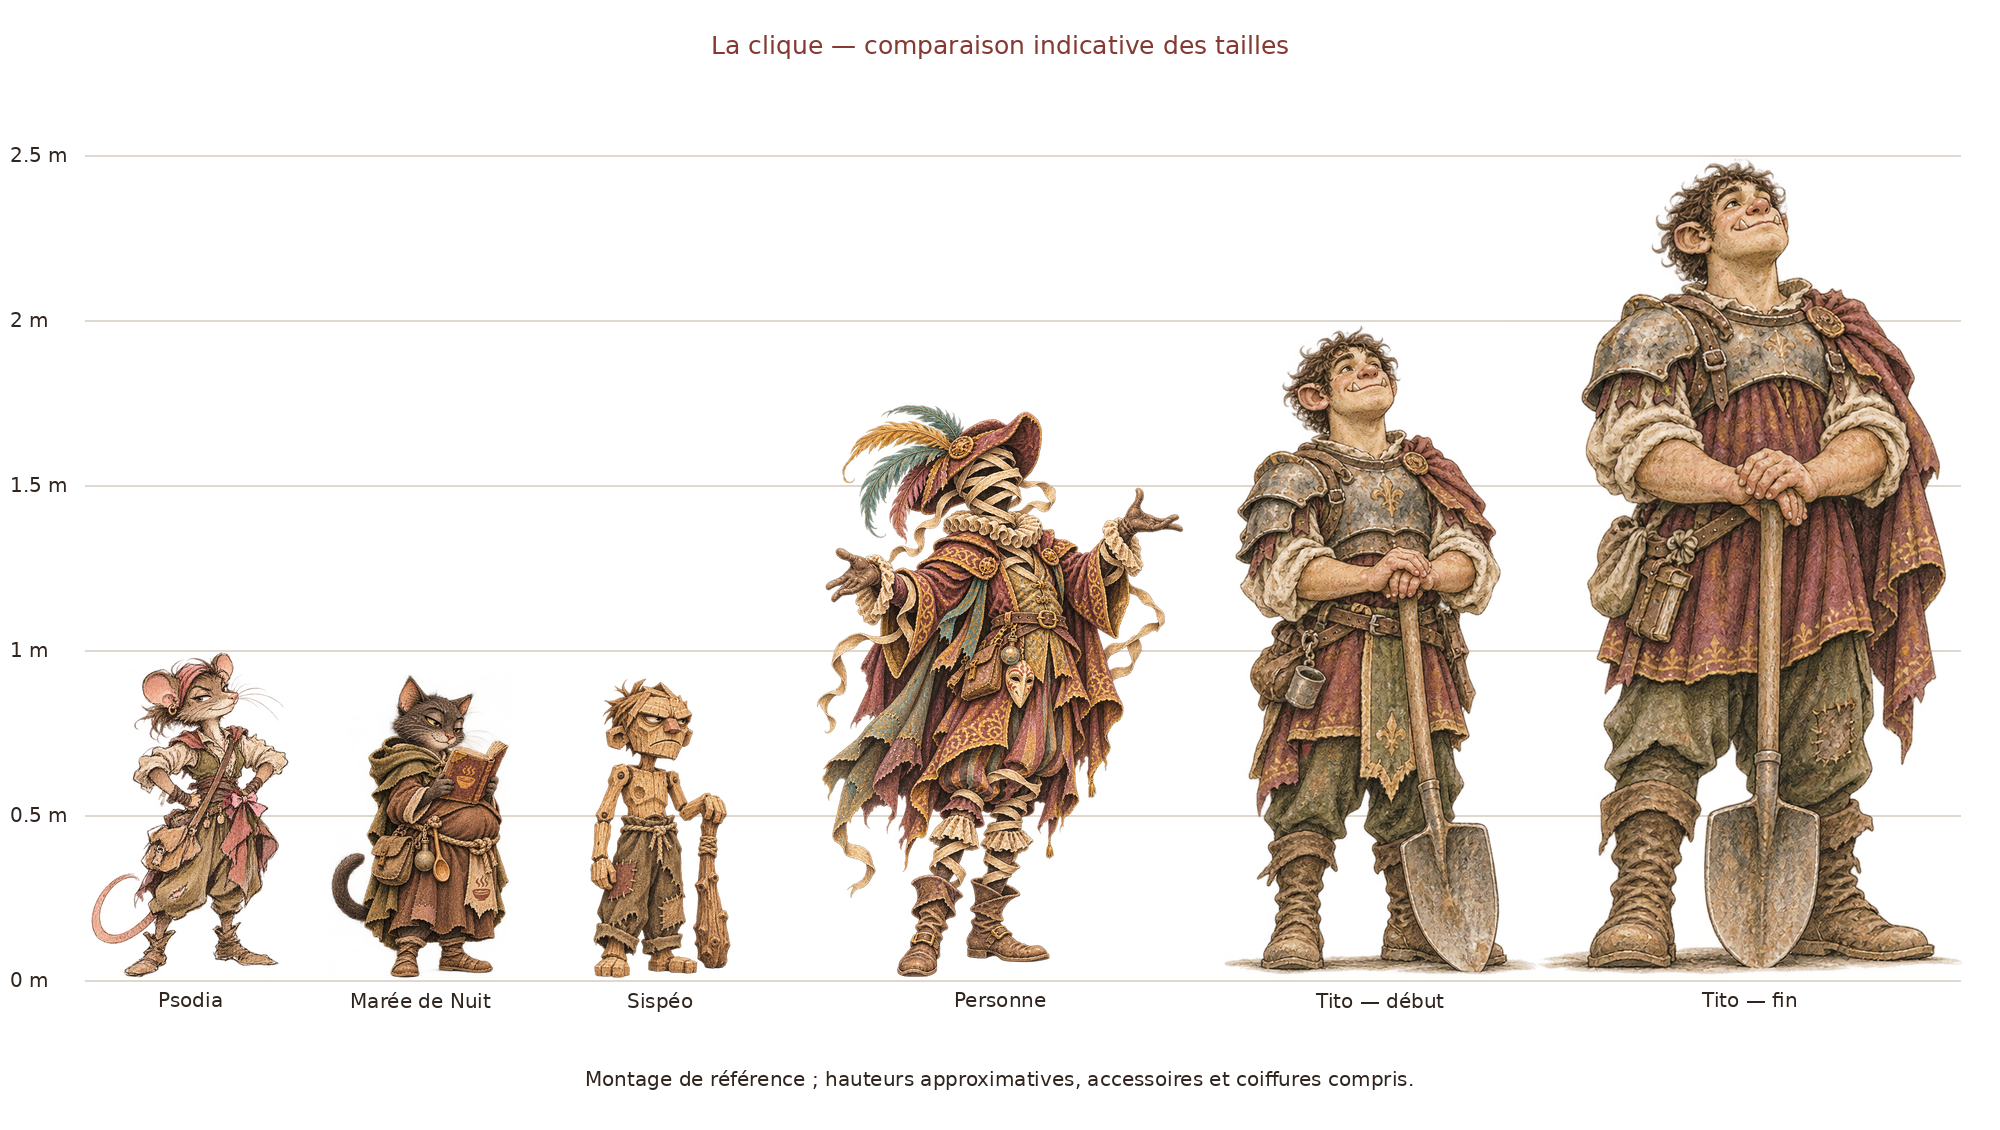 La clique — comparaison indicative des tailles
2.5 m
2 m
1.5 m
1 m
0.5 m
0 m
Psodia
Marée de Nuit
Sispéo
Personne
Tito — début
Tito — fin
Montage de référence ; hauteurs approximatives, accessoires et coiffures compris.